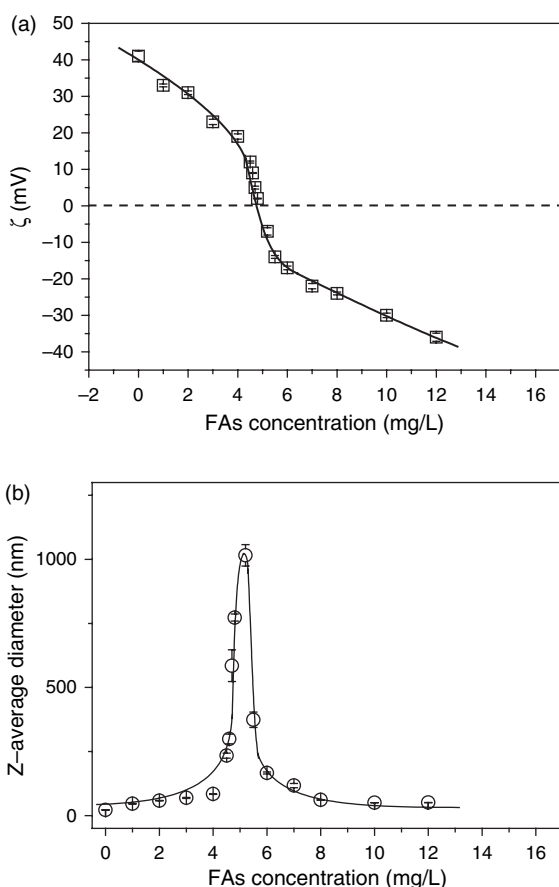 (a)
50
40
30
20
10
0
−10
−20
−30
−40
ζ (mV)
−2 0 2 4 6 8 10 12 14 16
FAs concentration (mg/L)
(b)
1000
500
0
Z–average diameter (nm)
0 2 4 6 8 10 12 14 16
FAs concentration (mg/L)